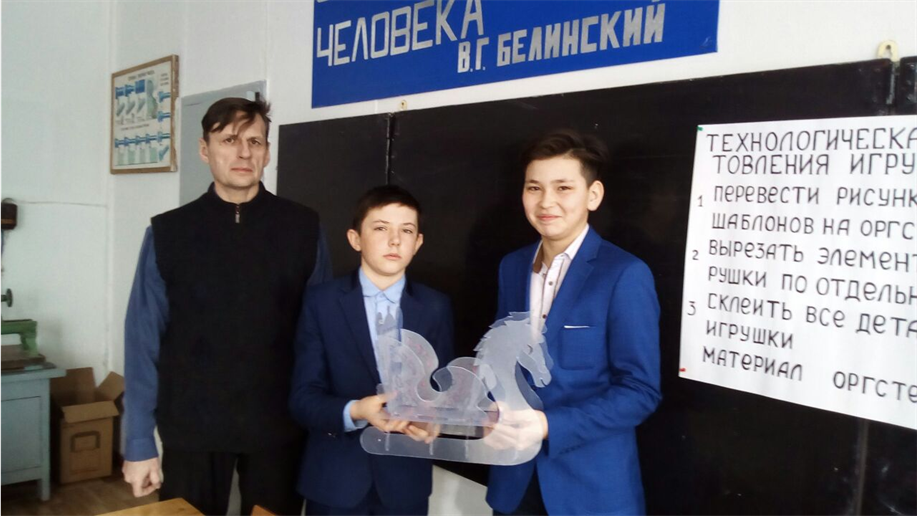 ЧЕЛОВЕКА
В.Г. БЕЛИНСКИЙ
ТЕХНОЛОГИЧЕСКА
ТОВЛЕНИЯ ИГРУ
1 ПЕРЕВЕСТИ РИСУНК
ШАБЛОНОВ НА ОРГС
2 ВЫРЕЗАТЬ ЭЛЕМЕНТ
РУШКИ ПО ОТДЕЛЬН
3 СКЛЕИТЬ ВСЕ ДЕТА
ИГРУШКИ
МАТЕРИАЛ ОРГСТЕ